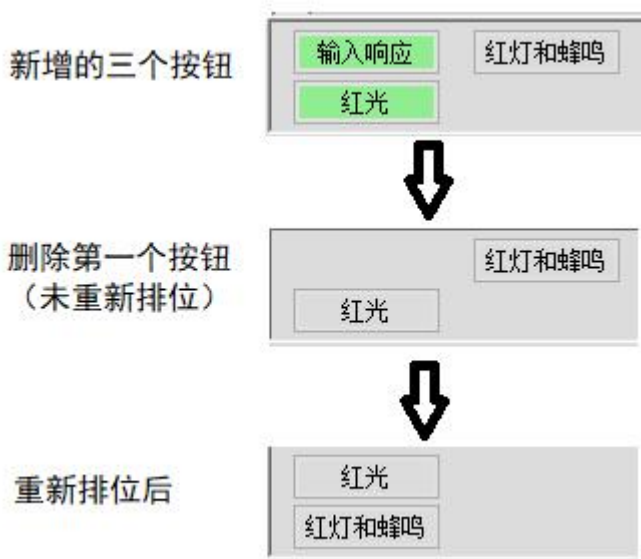 新增的三个按钮
输入响应
红灯和蜂鸣
红光
删除第一个按钮
（未重新排位）
红灯和蜂鸣
红光
重新排位后
红光
红灯和蜂鸣